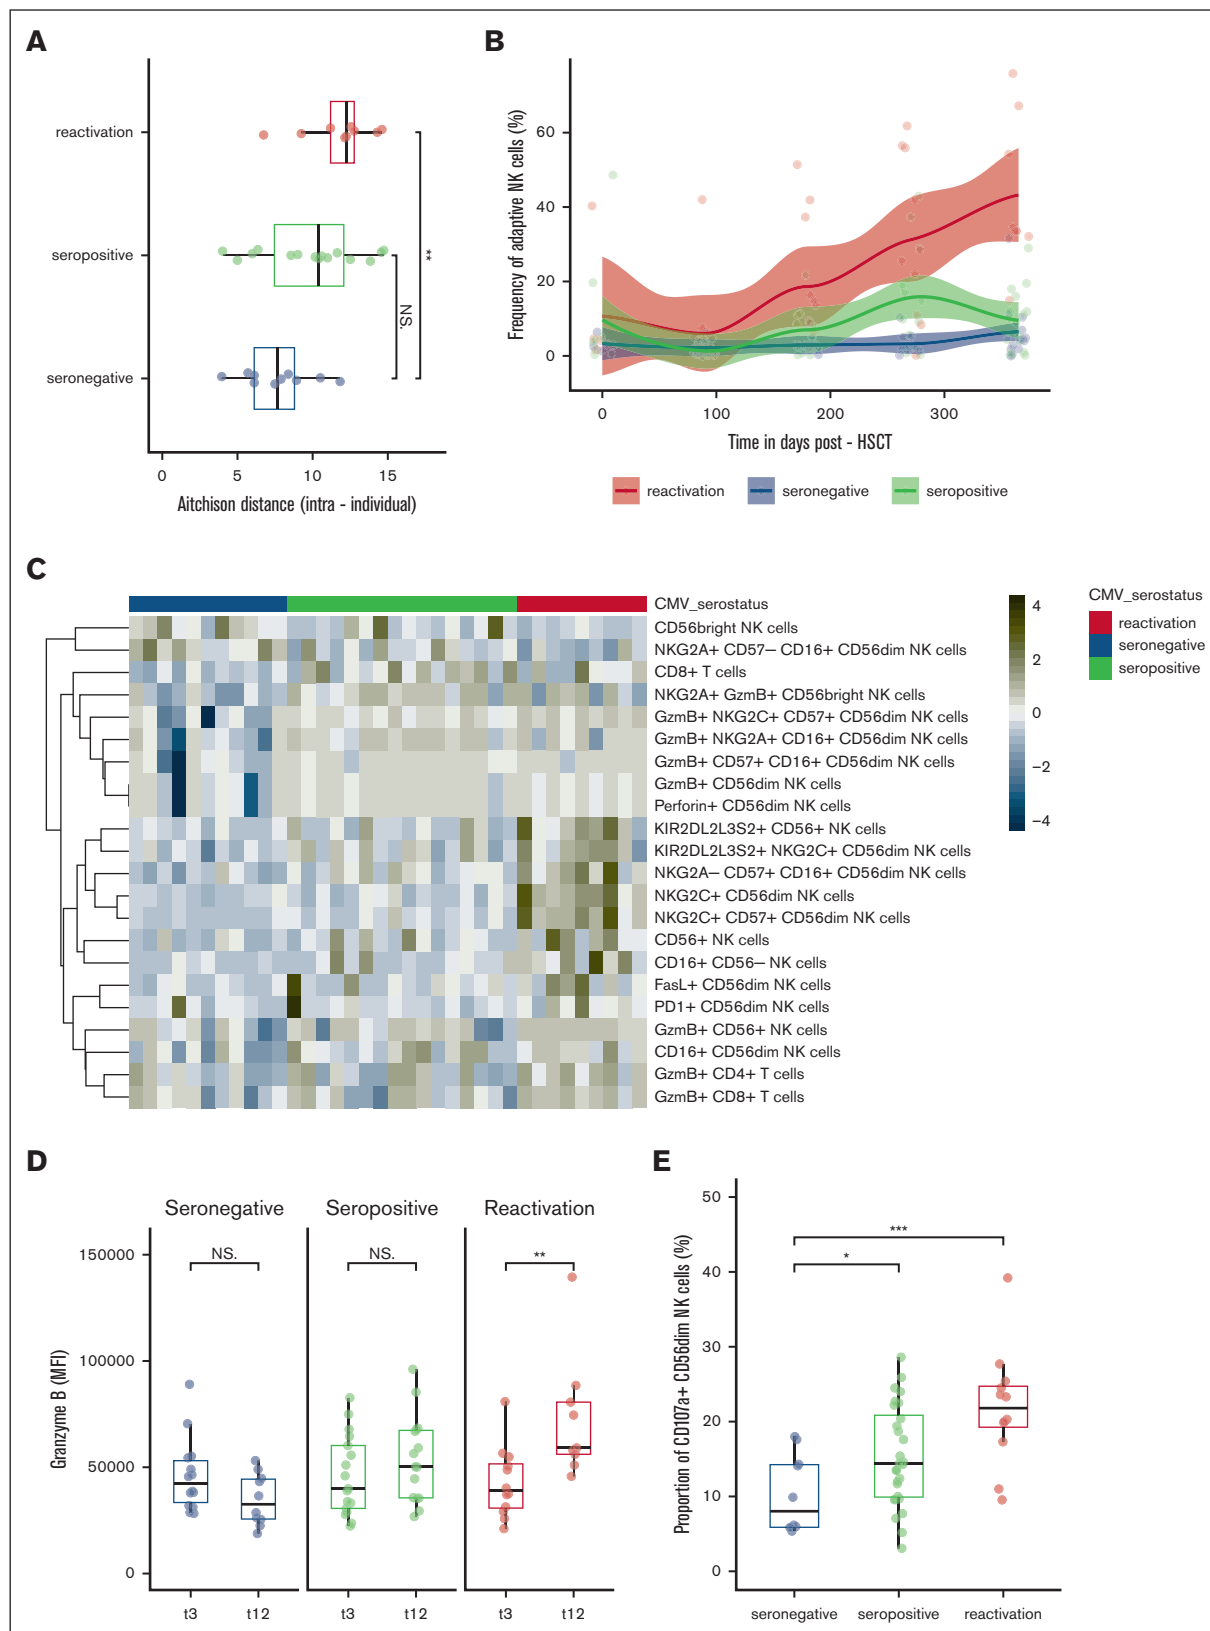 A
reactivation
seropositive
seronegative
NS.
**
0 5 10 15
Aitchison distance (intra - individual)
B
Frequency of adaptive NK cells (%)
60
40
20
0
0 100 200 300
Time in days post - HSCT
reactivation seronegative seropositive
C
CMV_serostatus
CD56bright NK cells
NKG2A+ CD57− CD16+ CD56dim NK cells
CD8+ T cells
NKG2A+ GzmB+ CD56bright NK cells
GzmB+ NKG2C+ CD57+ CD56dim NK cells
GzmB+ NKG2A+ CD16+ CD56dim NK cells
GzmB+ CD57+ CD16+ CD56dim NK cells
GzmB+ CD56dim NK cells
Perforin+ CD56dim NK cells
KIR2DL2L3S2+ CD56+ NK cells
KIR2DL2L3S2+ NKG2C+ CD56dim NK cells
NKG2A− CD57+ CD16+ CD56dim NK cells
NKG2C+ CD56dim NK cells
NKG2C+ CD57+ CD56dim NK cells
CD56+ NK cells
CD16+ CD56− NK cells
FasL+ CD56dim NK cells
PD1+ CD56dim NK cells
GzmB+ CD56+ NK cells
CD16+ CD56dim NK cells
GzmB+ CD4+ T cells
GzmB+ CD8+ T cells
4
2
0
−2
−4
CMV_serostatus
reactivation
seronegative
seropositive
D
Seronegative Seropositive Reactivation
NS. NS. **
Granzyme B (MFI)
150000
100000
50000
0
t3 t12 t3 t12 t3 t12
E
Proportion of CD107a+ CD56dim NK cells (%)
50
40
30
20
10
0
***
*
seronegative seropositive reactivation